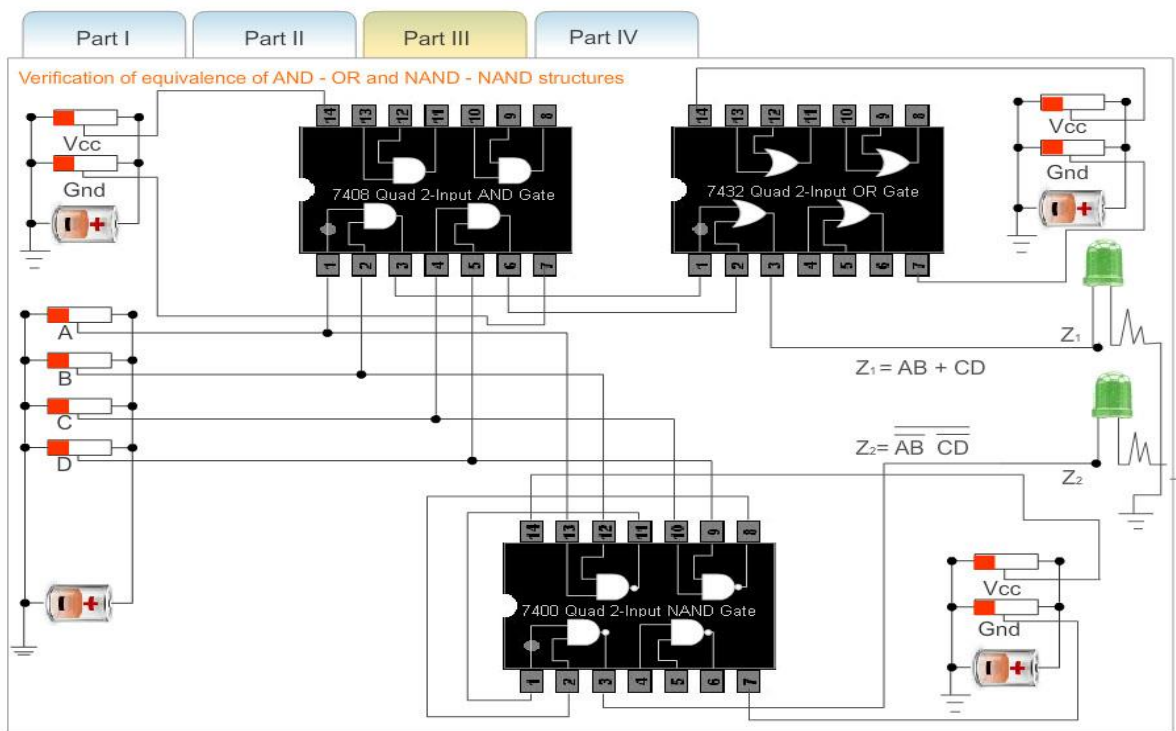 Part I
Part II
Part III
Part IV
Verification of equivalence of AND - OR and NAND - NAND structures
Vcc
Gnd
14 13 12 11 10 9 8
7408 Quad 2-Input AND Gate
1 2 3 4 5 6 7
14 13 12 11 10 9 8
7432 Quad 2-Input OR Gate
1 2 3 4 5 6 7
Vcc
Gnd
A
B
C
D
Z₁
Z₁ = AB + CD
Z₂ = \overline{\overline{AB} \overline{CD}}
Z₂
14 13 12 11 10 9 8
7400 Quad 2-Input NAND Gate
1 2 3 4 5 6 7
Vcc
Gnd